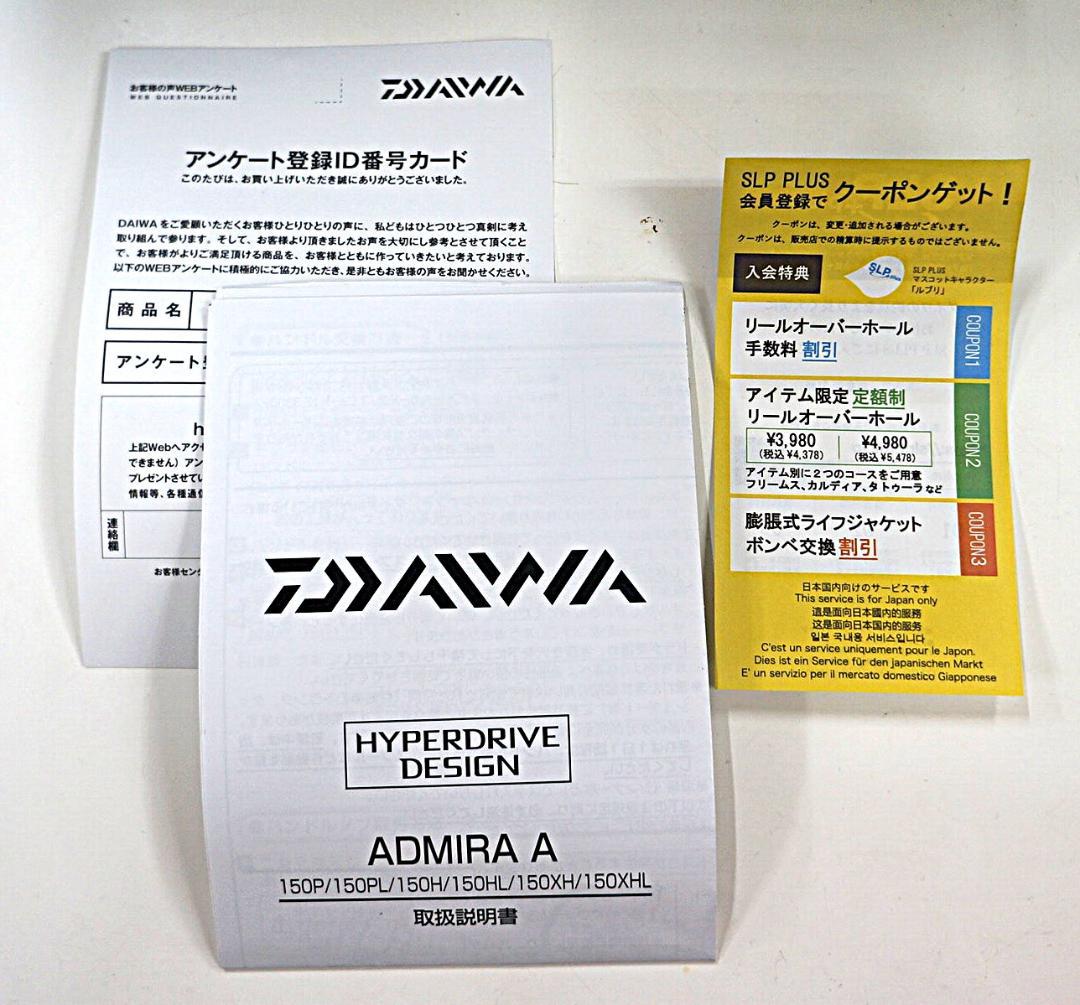 お客様の声WEBアンケート
WEB QUESTIONNAIRE
DAIWA
アンケート登録ID番号カード
このたびは、お買い上げいただき誠にありがとうございました。
DAIWAをご愛顧いただくお客様ひとりひとりの声に、私どもはひとつひとつ真剣に考え
取り組んで参ります。そして、お客様より頂きましたお声を大切にし参考とさせて頂くこと
で、お客様がよりご満足頂ける商品を、お客様とともに作っていきたいと考えております。
以下のWEBアンケートに積極的にご協力いただき、是非ともお客様の声をお聞かせください。
商品名
アンケート
h
上記Webへアクセ
できません）アン
プレゼントさせてい
情報等、各種通信
連絡欄
お客様セン
DAIWA
HYPERDRIVE
DESIGN
ADMIRA A
150P/150PL/150H/150HL/150XH/150XHL
取扱説明書
SLP PLUS
会員登録で
クーポンゲット！
クーポンは、変更・追加される場合がございます。
クーポンは、販売店での精算時に提示するものではございません。
入会特典
SLP PLUS
SLP PLUS
マスコットキャラクター
「ルブリ」
リールオーバーホール
手数料 割引
COUPON1
アイテム限定 定額制
リールオーバーホール
¥3,980 ¥4,980
(税込 ¥4,378) (税込 ¥5,478)
アイテム別に2つのコースをご用意
フリームス、カルディア、タトゥーラ など
COUPON2
膨脹式ライフジャケット
ボンベ交換 割引
COUPON3
日本国内向けのサービスです
This service is for Japan only
這是面向日本國内的服務
这是面向日本国内的服务
일본 국내용 서비스입니다
C'est un service uniquement pour le Japon.
Dies ist ein Service für den japanischen Markt
E' un servizio per il mercato domestico Giapponese